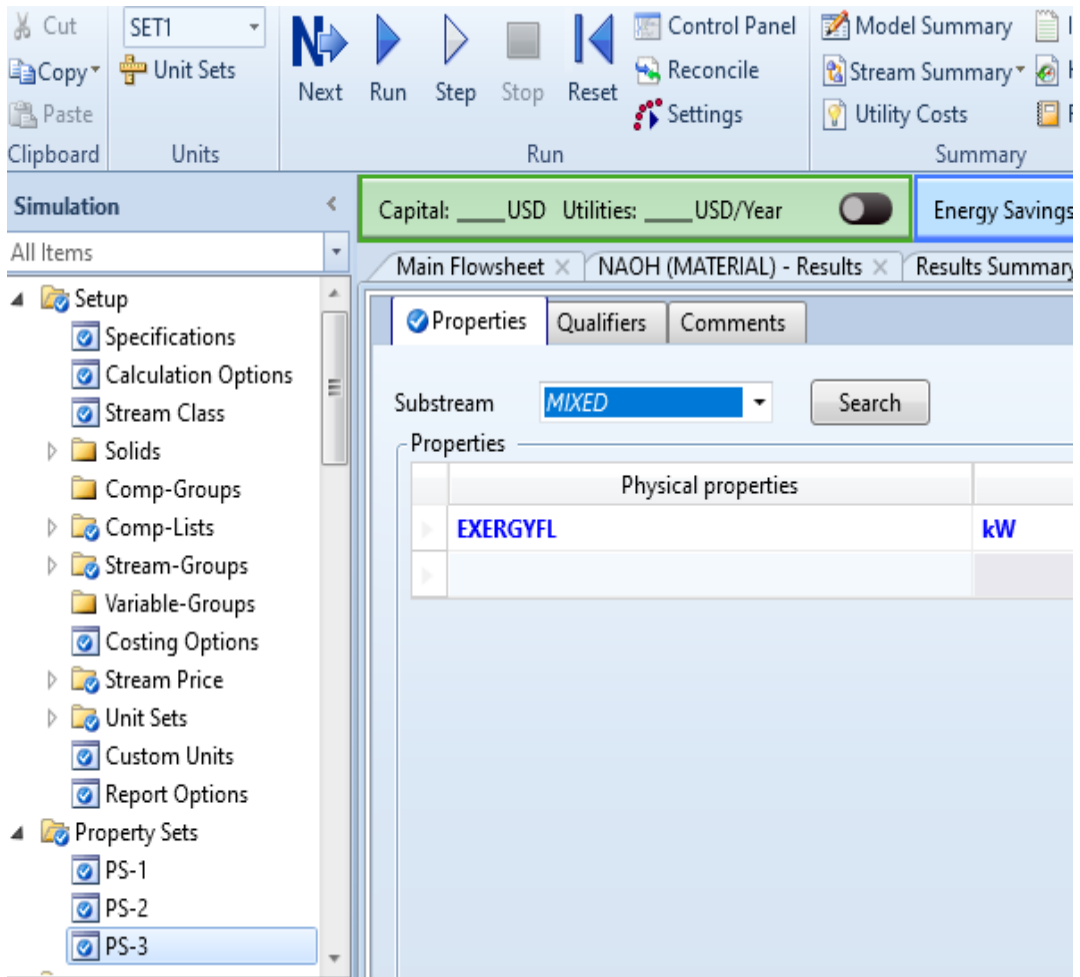 Cut
SET1
Control Panel
Model Summary
Copy
Unit Sets
Next
Run
Step
Stop
Reset
Reconcile
Stream Summary
Paste
Settings
Utility Costs
Clipboard
Units
Run
Summary
Simulation
Capital: ____USD Utilities: ____USD/Year
Energy Savings
All Items
Main Flowsheet
NAOH (MATERIAL) - Results
Results Summary
Setup
Properties
Qualifiers
Comments
Specifications
Calculation Options
Stream Class
Substream
MIXED
Search
Solids
Properties
Comp-Groups
Physical properties
Comp-Lists
EXERGYFL
kW
Stream-Groups
Variable-Groups
Costing Options
Stream Price
Unit Sets
Custom Units
Report Options
Property Sets
PS-1
PS-2
PS-3